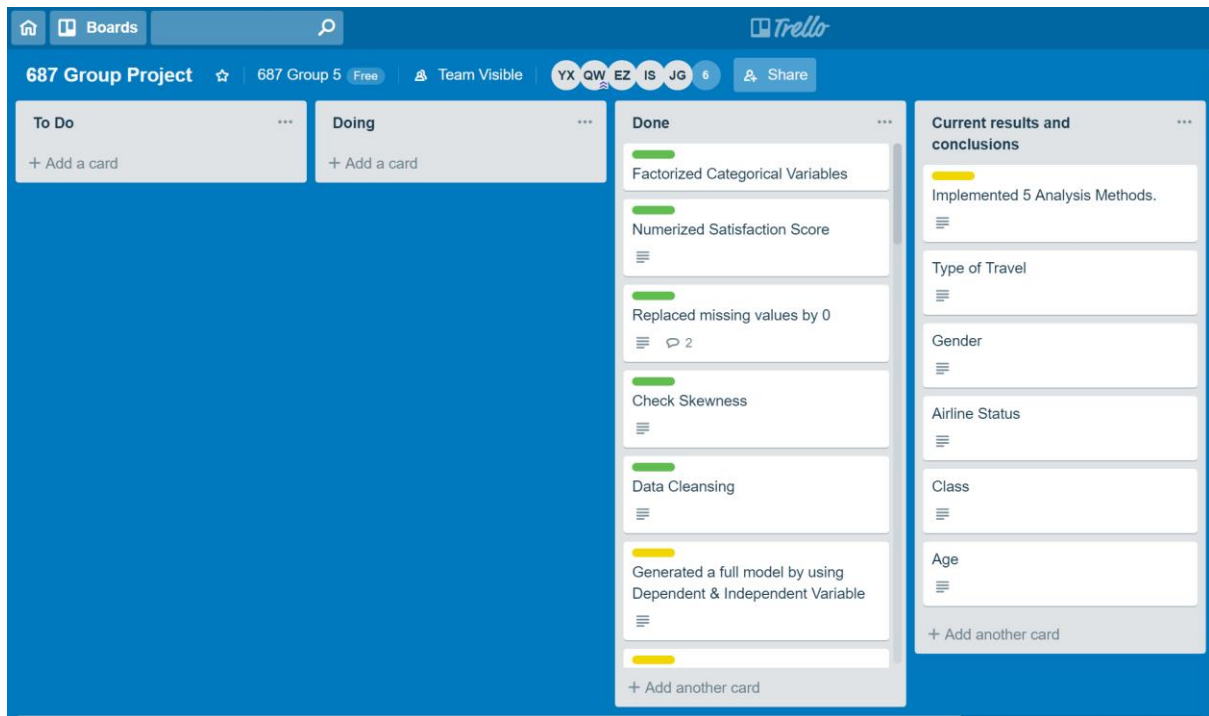 Boards
Trello
687 Group Project
687 Group 5 Free
Team Visible
YX QW EZ IS JG 6
Share
To Do
+ Add a card
Doing
+ Add a card
Done
Factorized Categorical Variables
Numerized Satisfaction Score
Replaced missing values by 0
2
Check Skewness
Data Cleansing
Generated a full model by using
Dependent & Independent Variable
+ Add another card
Current results and
conclusions
Implemented 5 Analysis Methods.
Type of Travel
Gender
Airline Status
Class
Age
+ Add another card